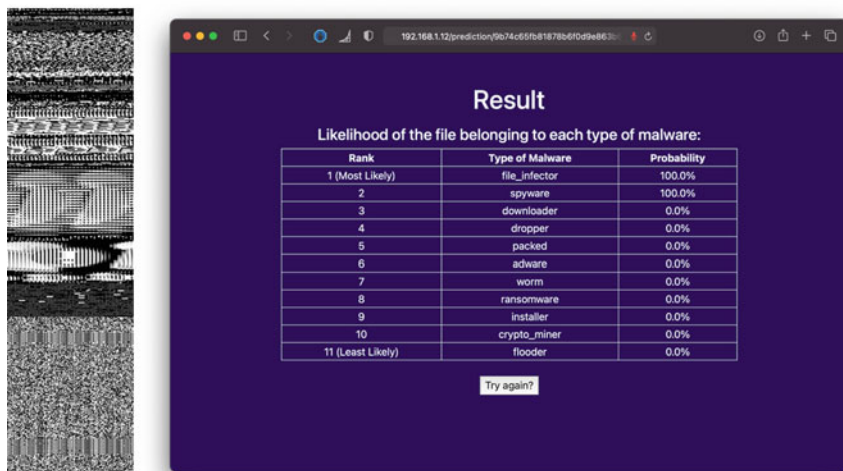 192.168.1.12/prediction/9b74c65fb81878b6f0d9e863b
Result
Likelihood of the file belonging to each type of malware:
Rank Type of Malware Probability
1 (Most Likely) file_infector 100.0%
2 spyware 100.0%
3 downloader 0.0%
4 dropper 0.0%
5 packed 0.0%
6 adware 0.0%
7 worm 0.0%
8 ransomware 0.0%
9 installer 0.0%
10 crypto_miner 0.0%
11 (Least Likely) flooder 0.0%
Try again?